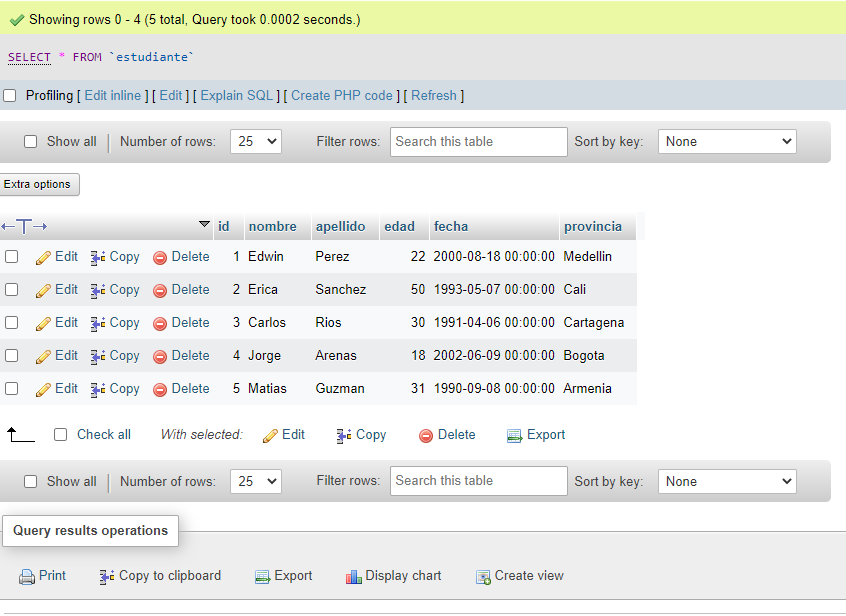 Showing rows 0 - 4 (5 total, Query took 0.0002 seconds.)
SELECT * FROM `estudiante`
Profiling [ Edit inline ] [ Edit ] [ Explain SQL ] [ Create PHP code ] [ Refresh ]
Show all | Number of rows: 25 Filter rows: Search this table Sort by key: None
Extra options
←T→ id nombre apellido edad fecha provincia
Edit Copy Delete 1 Edwin Perez 22 2000-08-18 00:00:00 Medellin
Edit Copy Delete 2 Erica Sanchez 50 1993-05-07 00:00:00 Cali
Edit Copy Delete 3 Carlos Rios 30 1991-04-06 00:00:00 Cartagena
Edit Copy Delete 4 Jorge Arenas 18 2002-06-09 00:00:00 Bogota
Edit Copy Delete 5 Matias Guzman 31 1990-09-08 00:00:00 Armenia
Check all With selected: Edit Copy Delete Export
Show all | Number of rows: 25 Filter rows: Search this table Sort by key: None
Query results operations
Print Copy to clipboard Export Display chart Create view